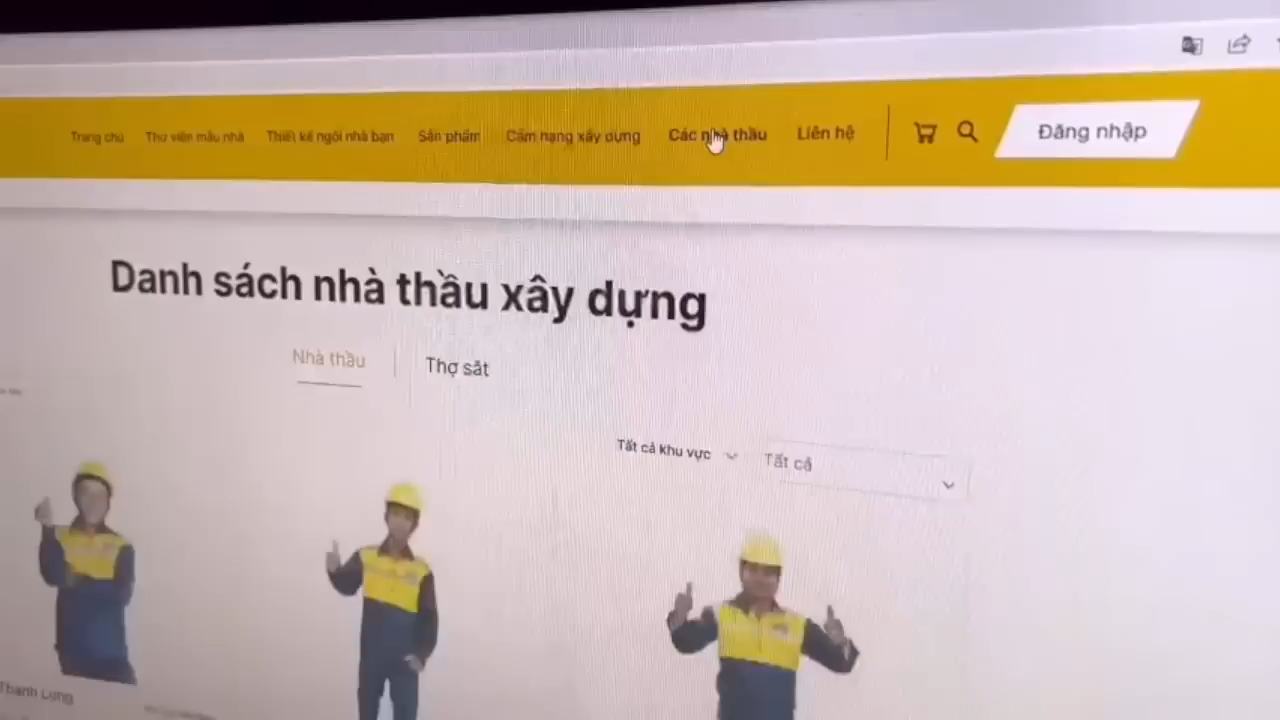 Trang chủ Thư viện mẫu nhà Thiết kế ngôi nhà bạn Sản phẩm Cẩm nang xây dựng Các nhà thầu Liên hệ Đăng nhập
Danh sách nhà thầu xây dựng
Nhà thầu Thợ sắt
Tất cả khu vực Tất cả
Thanh Long